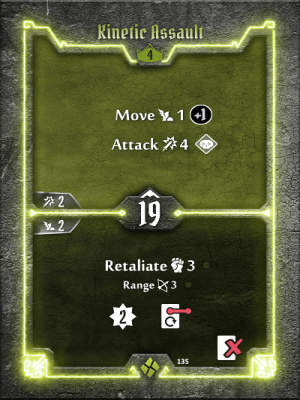 Kinetic Assault
4
Move 1 +1
Attack 4
2
19
2
Retaliate 3
Range 3
2
135